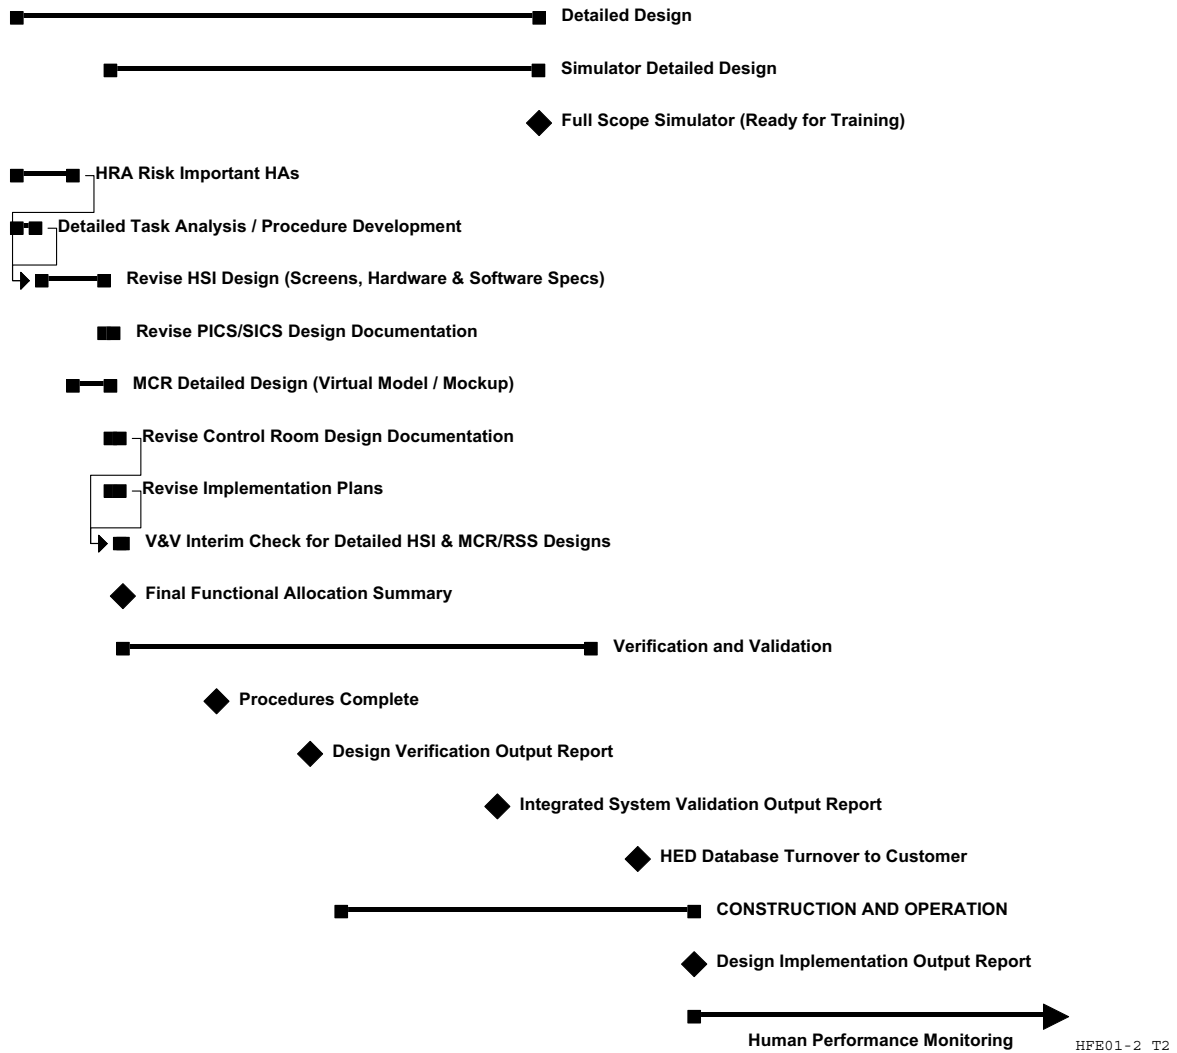 Detailed Design
Simulator Detailed Design
Full Scope Simulator (Ready for Training)
HRA Risk Important HAs
Detailed Task Analysis / Procedure Development
Revise HSI Design (Screens, Hardware & Software Specs)
Revise PICS/SICS Design Documentation
MCR Detailed Design (Virtual Model / Mockup)
Revise Control Room Design Documentation
Revise Implementation Plans
V&V Interim Check for Detailed HSI & MCR/RSS Designs
Final Functional Allocation Summary
Verification and Validation
Procedures Complete
Design Verification Output Report
Integrated System Validation Output Report
HED Database Turnover to Customer
CONSTRUCTION AND OPERATION
Design Implementation Output Report
Human Performance Monitoring
HFE01-2 T2